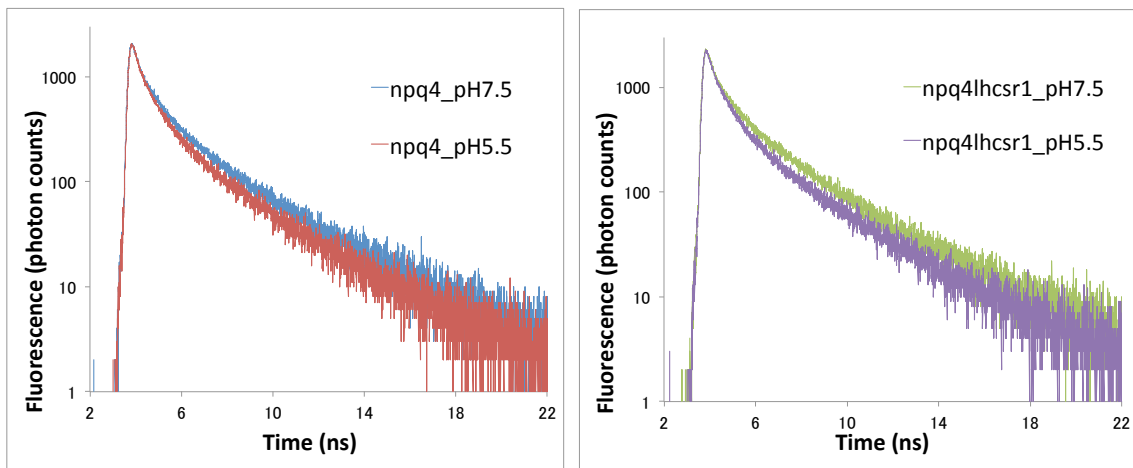 Fluorescence (photon counts)
1000
100
10
1
npq4_pH7.5
npq4_pH5.5
2 6 10 14 18 22
Time (ns)
Fluorescence (photon counts)
1000
100
10
1
npq4lhcsr1_pH7.5
npq4lhcsr1_pH5.5
2 6 10 14 18 22
Time (ns)